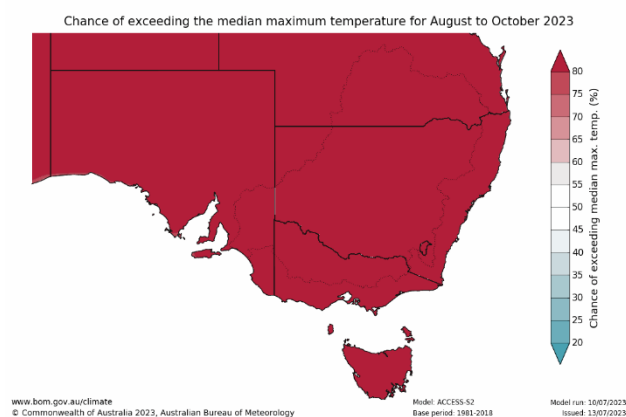 Chance of exceeding the median maximum temperature for August to October 2023
80
75
70
65
60
55
50
45
40
35
30
25
20
Chance of exceeding median max. temp. (%)
www.bom.gov.au/climate
© Commonwealth of Australia 2023, Australian Bureau of Meteorology
Model: ACCESS-S2
Base period: 1981-2018
Model run: 10/07/2023
Issued: 13/07/2023